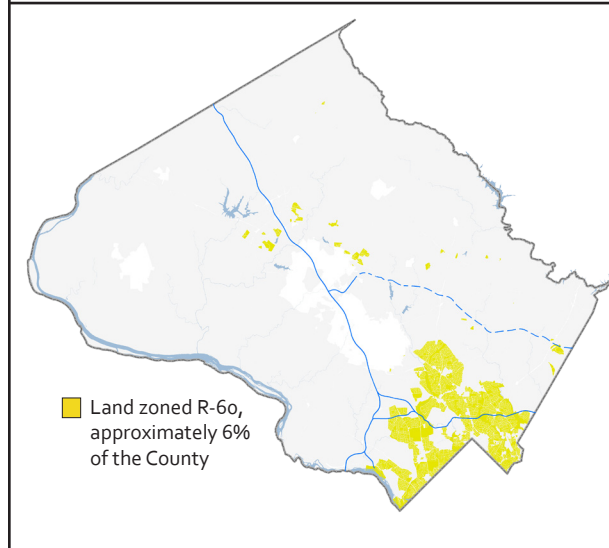 Land zoned R-60,
approximately 6%
of the County